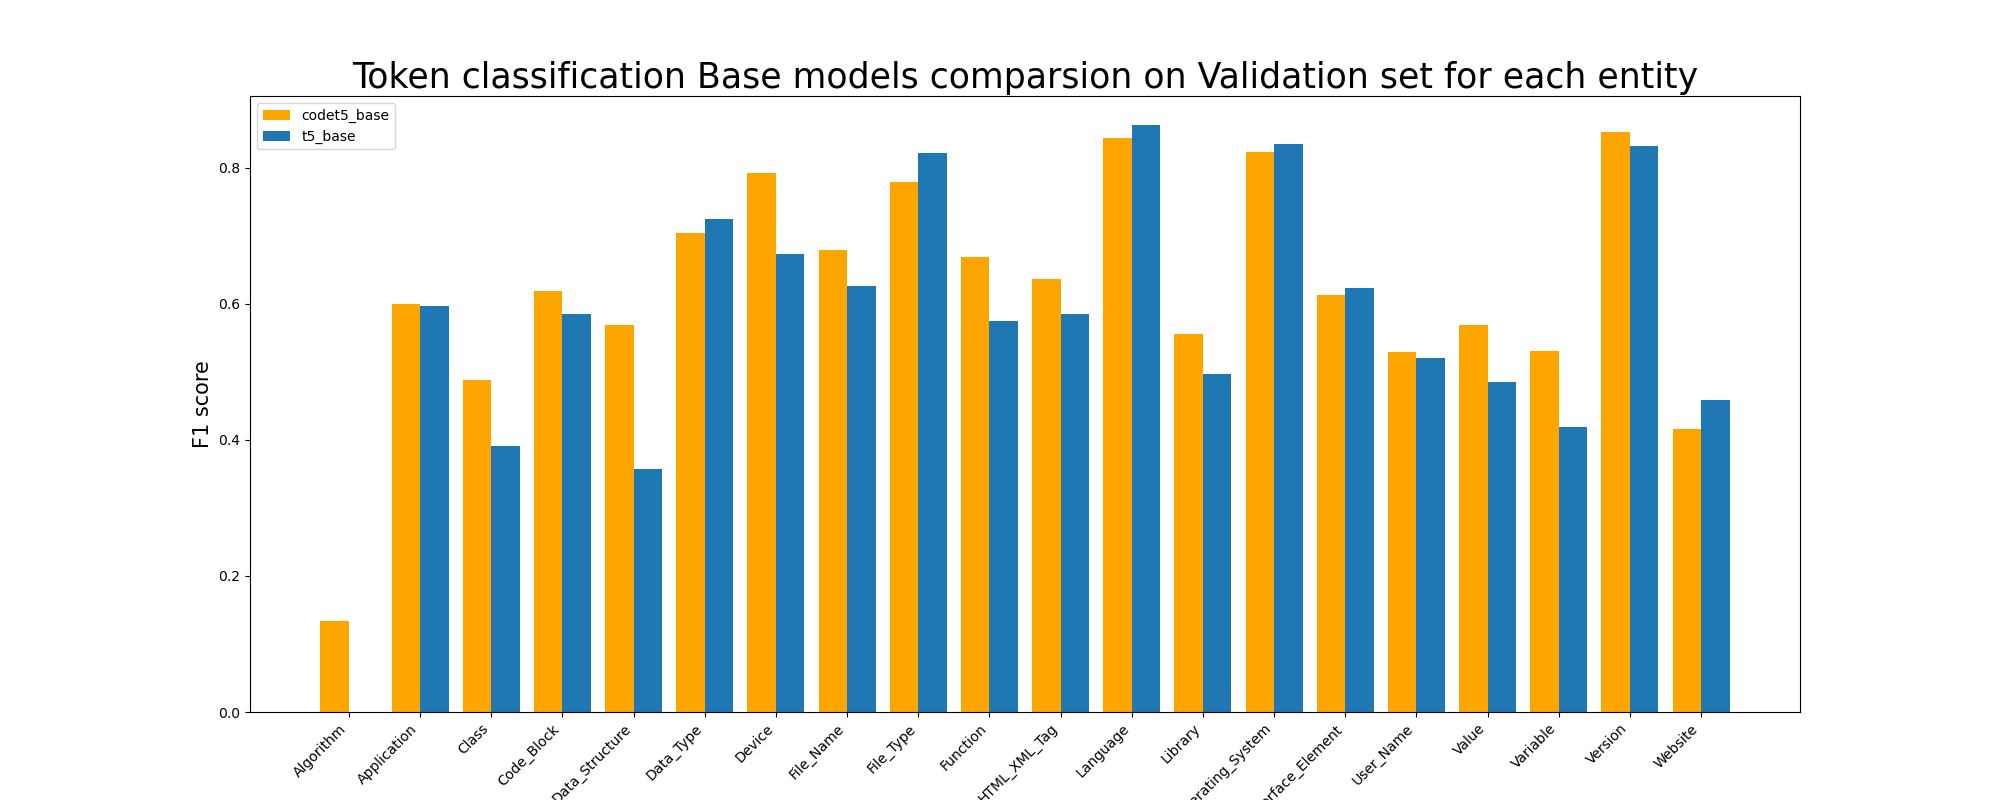 Token classification Base models comparsion on Validation set for each entity
codet5_base
t5_base
F1 score
0.8
0.6
0.4
0.2
0.0
Algorithm
Application
Class
Code_Block
Data_Structure
Data_Type
Device
File_Name
File_Type
Function
HTML_XML_Tag
Language
Library
erating_System
erface_Element
User_Name
Value
Variable
Version
Website